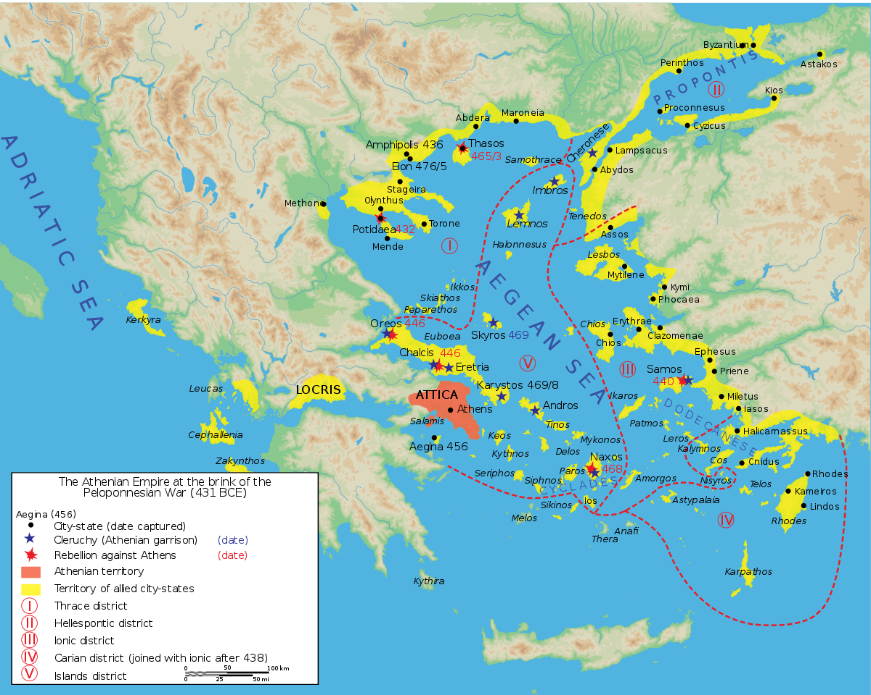 Byzantium
Astakos
Perinthos
PROPONTIS
II
Kios
Proconnesus
Cyzicus
Maroneia
Abdera
Thasos
465/3
Amphipolis 436
Eion 476/5
Samothrace
Cheronese
Lampsacus
Abydos
Imbros
Stageira
Olynthus
Methone
Potidaea 432
Torone
Mende
I
Lemnos
Tenedos
Assos
Halonnesus
Lesbos
Mytilene
ADRIATIC SEA
AEGEAN SEA
Ikkos
Skiathos
Peparethos
Kymi
Phocaea
Kerkyra
Oreos 446
Euboea
Skyros 469
Chios
Chios
Erythrae
Clazomenae
Chalcis 446
Eretria
V
III
Ephesus
Priene
Samos
440
Leucas
LOCRIS
ATTICA
Athens
Karystos 469/8
Andros
Ikaros
Miletus
Iasos
DODECANESE
Salamis
Tinos
Patmos
Cephallenia
Aegina 456
Keos
Mykonos
Leros
Halicarnassus
Kalymnos
Kythnos
Delos
Cos
Cnidus
Zakynthos
Naxos
468
Paros
Seriphos
Siphnos
CYCLADES
Amorgos
Nisyros
Telos
Rhodes
Kameiros
Lindos
Rhodes
Sikinos
Ios
Astypalaia
Melos
IV
Anafi
Thera
Karpathos
Kythira
The Athenian Empire at the brink of the
Peloponnesian War (431 BCE)
Aegina (456)
City-state (date captured)
Cleruchy (Athenian garrison) (date)
Rebellion against Athens (date)
Athenian territory
Territory of allied city-states
I Thrace district
II Hellespontic district
III Ionic district
IV Carian district (joined with ionic after 438)
V Islands district
0 50 100 km
0 25 50 mi